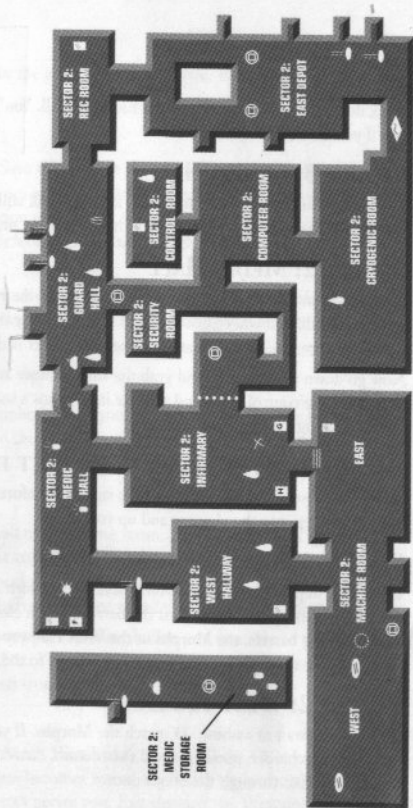 SECTOR 2:
MEDIC
HALL
SECTOR 2:
GUARD
HALL
SECTOR 2:
REC ROOM
SECTOR 2:
MEDIC
STORAGE
ROOM
SECTOR 2:
SECURITY
ROOM
SECTOR 2:
CONTROL ROOM
SECTOR 2:
WEST
HALLWAY
SECTOR 2:
INFIRMARY
H
G
SECTOR 2:
COMPUTER ROOM
SECTOR 2:
EAST DEPOT
WEST
SECTOR 2:
MACHINE ROOM
EAST
SECTOR 2:
CRYOGENIC ROOM